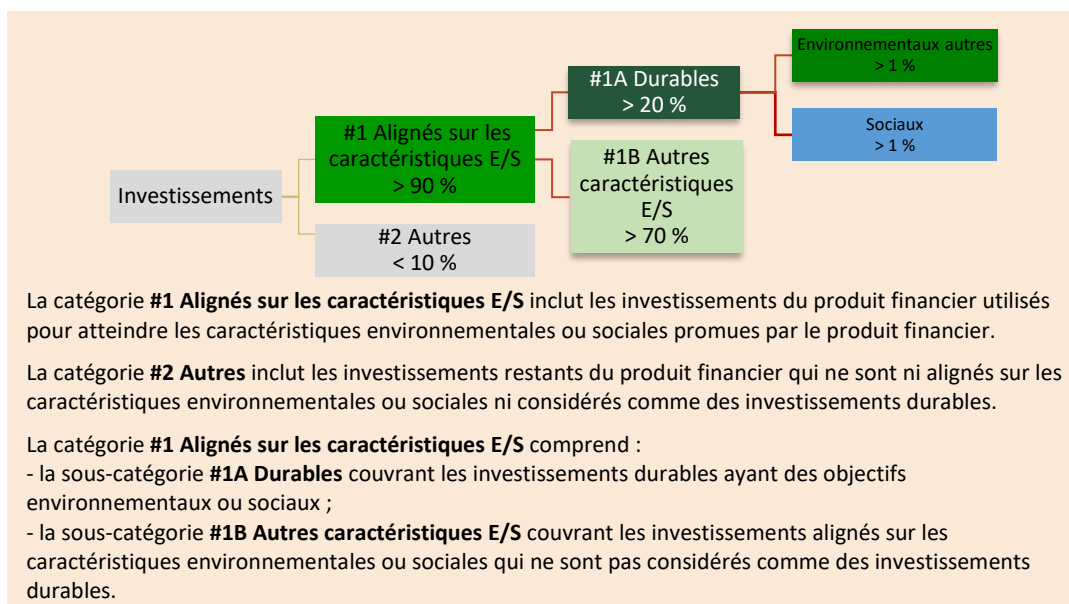 Investissements
#1 Alignés sur les
caractéristiques E/S
> 90 %
#2 Autres
< 10 %
#1A Durables
> 20 %
#1B Autres
caractéristiques
E/S
> 70 %
Environnementaux autres
> 1 %
Sociaux
> 1 %
La catégorie #1 Alignés sur les caractéristiques E/S inclut les investissements du produit financier utilisés
pour atteindre les caractéristiques environnementales ou sociales promues par le produit financier.
La catégorie #2 Autres inclut les investissements restants du produit financier qui ne sont ni alignés sur les
caractéristiques environnementales ou sociales ni considérés comme des investissements durables.
La catégorie #1 Alignés sur les caractéristiques E/S comprend :
- la sous-catégorie #1A Durables couvrant les investissements durables ayant des objectifs
environnementaux ou sociaux ;
- la sous-catégorie #1B Autres caractéristiques E/S couvrant les investissements alignés sur les
caractéristiques environnementales ou sociales qui ne sont pas considérés comme des investissements
durables.